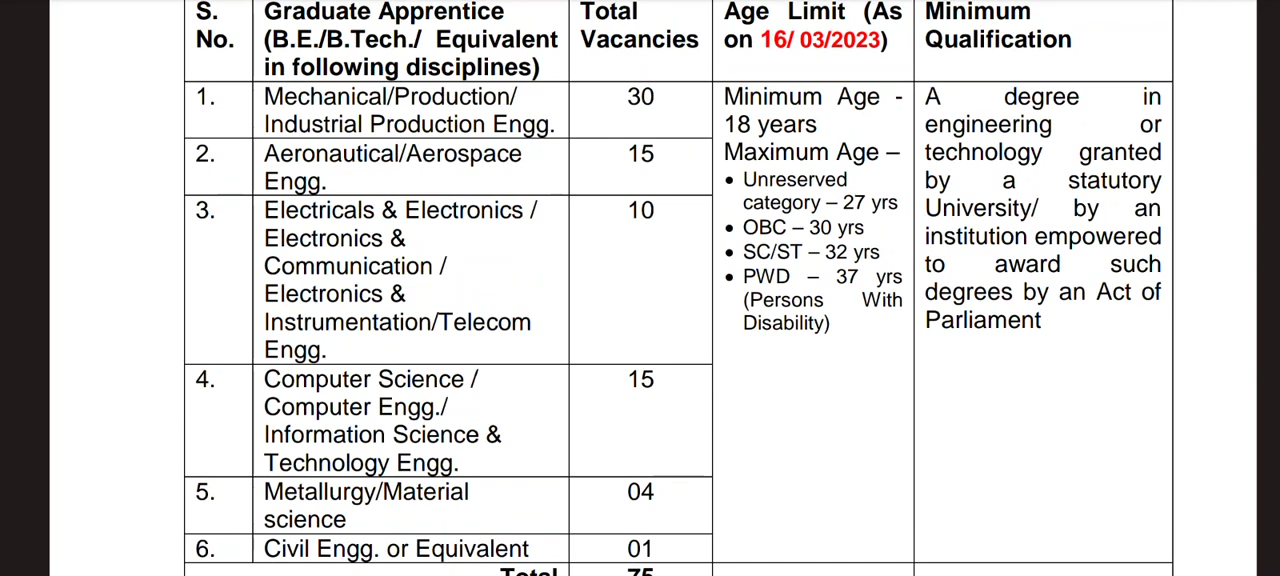 S. No.
Graduate Apprentice
(B.E./B.Tech./ Equivalent
in following disciplines)
Total
Vacancies
Age Limit (As
on 16/ 03/2023)
Minimum
Qualification
1.
Mechanical/Production/
Industrial Production Engg.
30
Minimum Age -
18 years
Maximum Age –
• Unreserved
category – 27 yrs
• OBC – 30 yrs
• SC/ST – 32 yrs
• PWD – 37 yrs
(Persons With
Disability)
A degree in
engineering or
technology granted
by a statutory
University/ by an
institution empowered
to award such
degrees by an Act of
Parliament
2.
Aeronautical/Aerospace
Engg.
15
3.
Electricals & Electronics /
Electronics &
Communication /
Electronics &
Instrumentation/Telecom
Engg.
10
4.
Computer Science /
Computer Engg./
Information Science &
Technology Engg.
15
5.
Metallurgy/Material
science
04
6.
Civil Engg. or Equivalent
01
Total
75